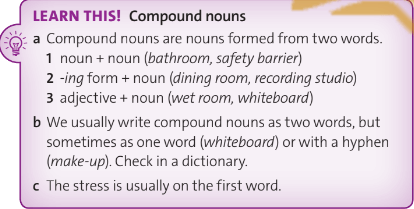 LEARN THIS! Compound nouns
a Compound nouns are nouns formed from two words.
1 noun + noun (bathroom, safety barrier)
2 -ing form + noun (dining room, recording studio)
3 adjective + noun (wet room, whiteboard)
b We usually write compound nouns as two words, but
sometimes as one word (whiteboard) or with a hyphen
(make-up). Check in a dictionary.
c The stress is usually on the first word.